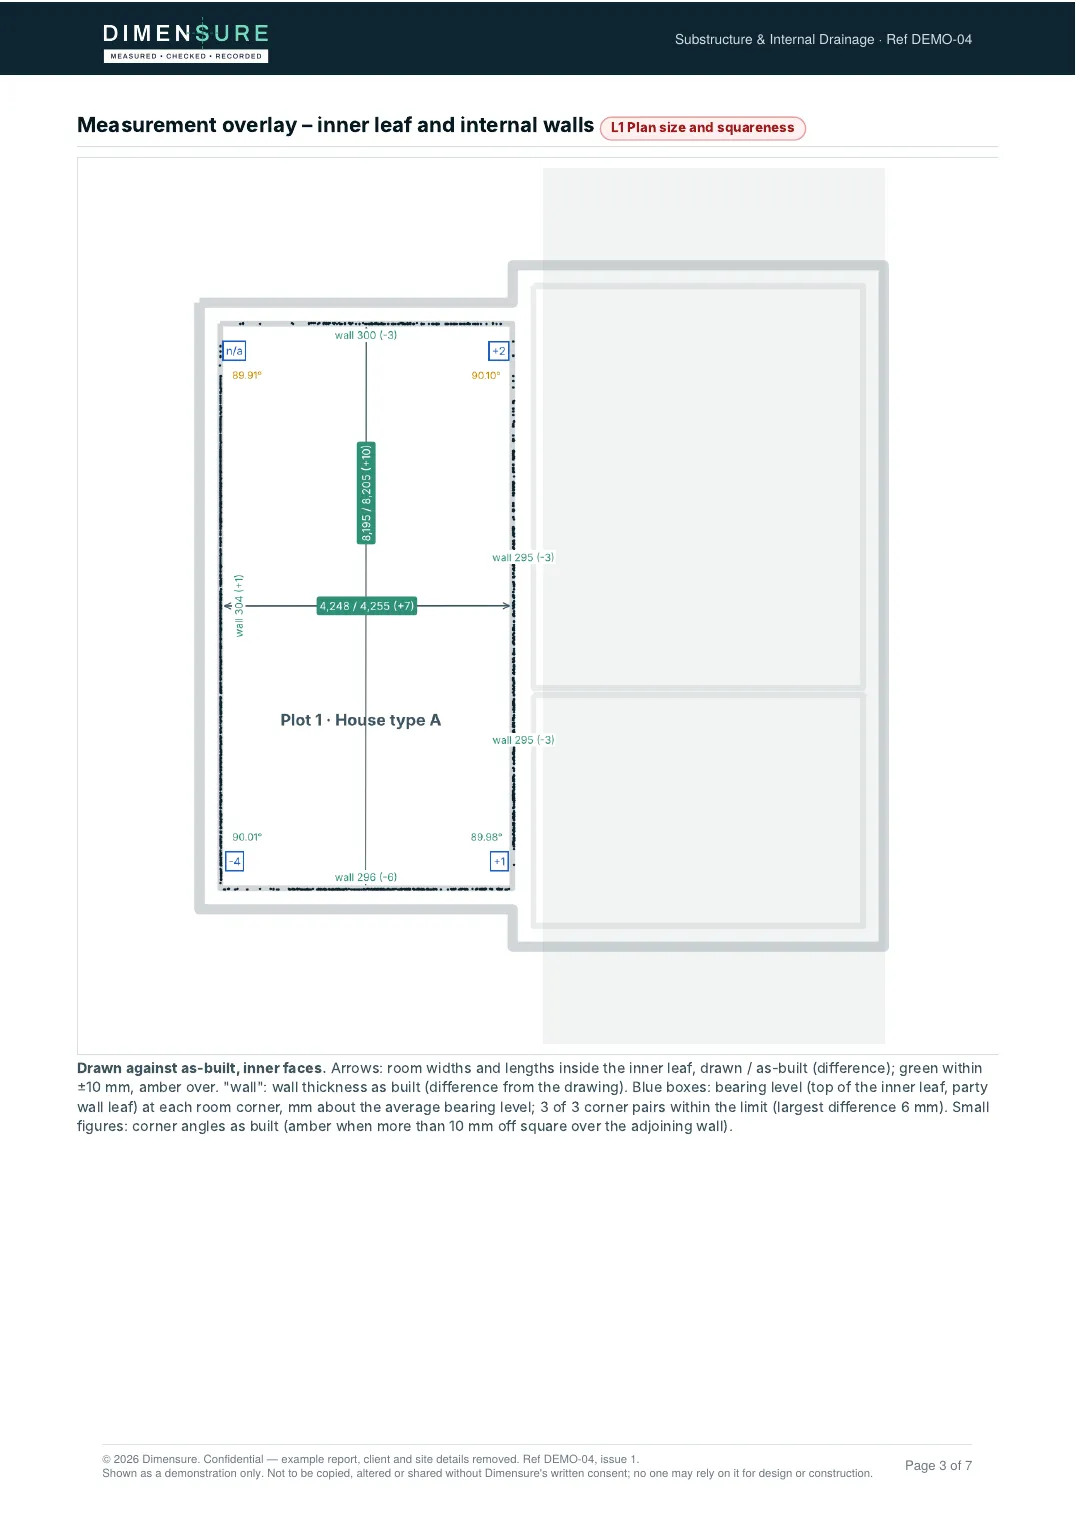 DIMENSURE
MEASURED • CHECKED • RECORDED
Substructure & Internal Drainage · Ref DEMO-04
Measurement overlay – inner leaf and internal walls
L1 Plan size and squareness
wall 300 (-3)
n/a
+2
89.91°
90.10°
8,195 / 8,205 (+10)
wall 295 (-3)
wall 304 (+1)
4,248 / 4,255 (+7)
Plot 1 · House type A
wall 295 (-3)
90.01°
89.98°
-4
+1
wall 296 (-6)
Drawn against as-built, inner faces. Arrows: room widths and lengths inside the inner leaf, drawn / as-built (difference); green within
±10 mm, amber over. "wall": wall thickness as built (difference from the drawing). Blue boxes: bearing level (top of the inner leaf, party
wall leaf) at each room corner, mm about the average bearing level; 3 of 3 corner pairs within the limit (largest difference 6 mm). Small
figures: corner angles as built (amber when more than 10 mm off square over the adjoining wall).
© 2026 Dimensure. Confidential — example report, client and site details removed. Ref DEMO-04, issue 1.
Shown as a demonstration only. Not to be copied, altered or shared without Dimensure's written consent; no one may rely on it for design or construction.
Page 3 of 7